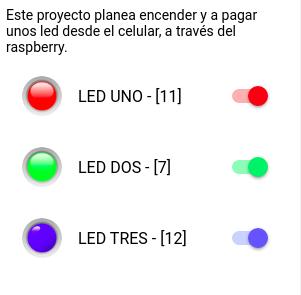 Este proyecto planea encender y a pagar
unos led desde el celular, a través del
raspberry.
LED UNO - [11]
LED DOS - [7]
LED TRES - [12]